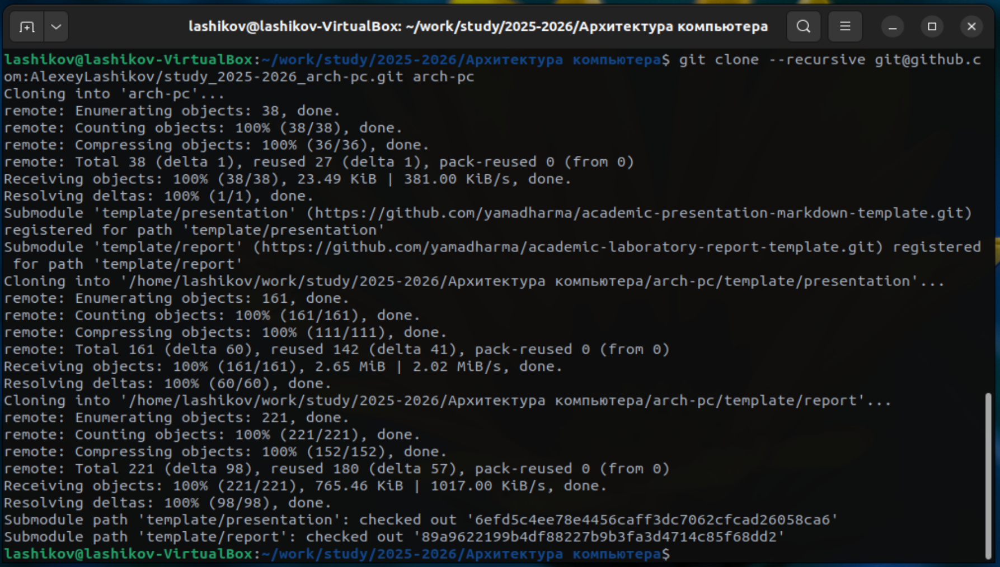 lashikov@lashikov-VirtualBox: ~/work/study/2025-2026/Архитектура компьютера
lashikov@lashikov-VirtualBox:~/work/study/2025-2026/Архитектура компьютера$ git clone --recursive git@github.c
om:AlexeyLashikov/study_2025-2026_arch-pc.git arch-pc
Cloning into 'arch-pc'...
remote: Enumerating objects: 38, done.
remote: Counting objects: 100% (38/38), done.
remote: Compressing objects: 100% (36/36), done.
remote: Total 38 (delta 1), reused 27 (delta 1), pack-reused 0 (from 0)
Receiving objects: 100% (38/38), 23.49 KiB | 381.00 KiB/s, done.
Resolving deltas: 100% (1/1), done.
Submodule 'template/presentation' (https://github.com/yamadharma/academic-presentation-markdown-template.git)
registered for path 'template/presentation'
Submodule 'template/report' (https://github.com/yamadharma/academic-laboratory-report-template.git) registered
 for path 'template/report'
Cloning into '/home/lashikov/work/study/2025-2026/Архитектура компьютера/arch-pc/template/presentation'...
remote: Enumerating objects: 161, done.
remote: Counting objects: 100% (161/161), done.
remote: Compressing objects: 100% (111/111), done.
remote: Total 161 (delta 60), reused 142 (delta 41), pack-reused 0 (from 0)
Receiving objects: 100% (161/161), 2.65 MiB | 2.02 MiB/s, done.
Resolving deltas: 100% (60/60), done.
Cloning into '/home/lashikov/work/study/2025-2026/Архитектура компьютера/arch-pc/template/report'...
remote: Enumerating objects: 221, done.
remote: Counting objects: 100% (221/221), done.
remote: Compressing objects: 100% (152/152), done.
remote: Total 221 (delta 98), reused 180 (delta 57), pack-reused 0 (from 0)
Receiving objects: 100% (221/221), 765.46 KiB | 1017.00 KiB/s, done.
Resolving deltas: 100% (98/98), done.
Submodule path 'template/presentation': checked out '6efd5c4ee78e4456caff3dc7062cfcad26058ca6'
Submodule path 'template/report': checked out '89a9622199b4df88227b9b3fa3d4714c85f68dd2'
lashikov@lashikov-VirtualBox:~/work/study/2025-2026/Архитектура компьютера$